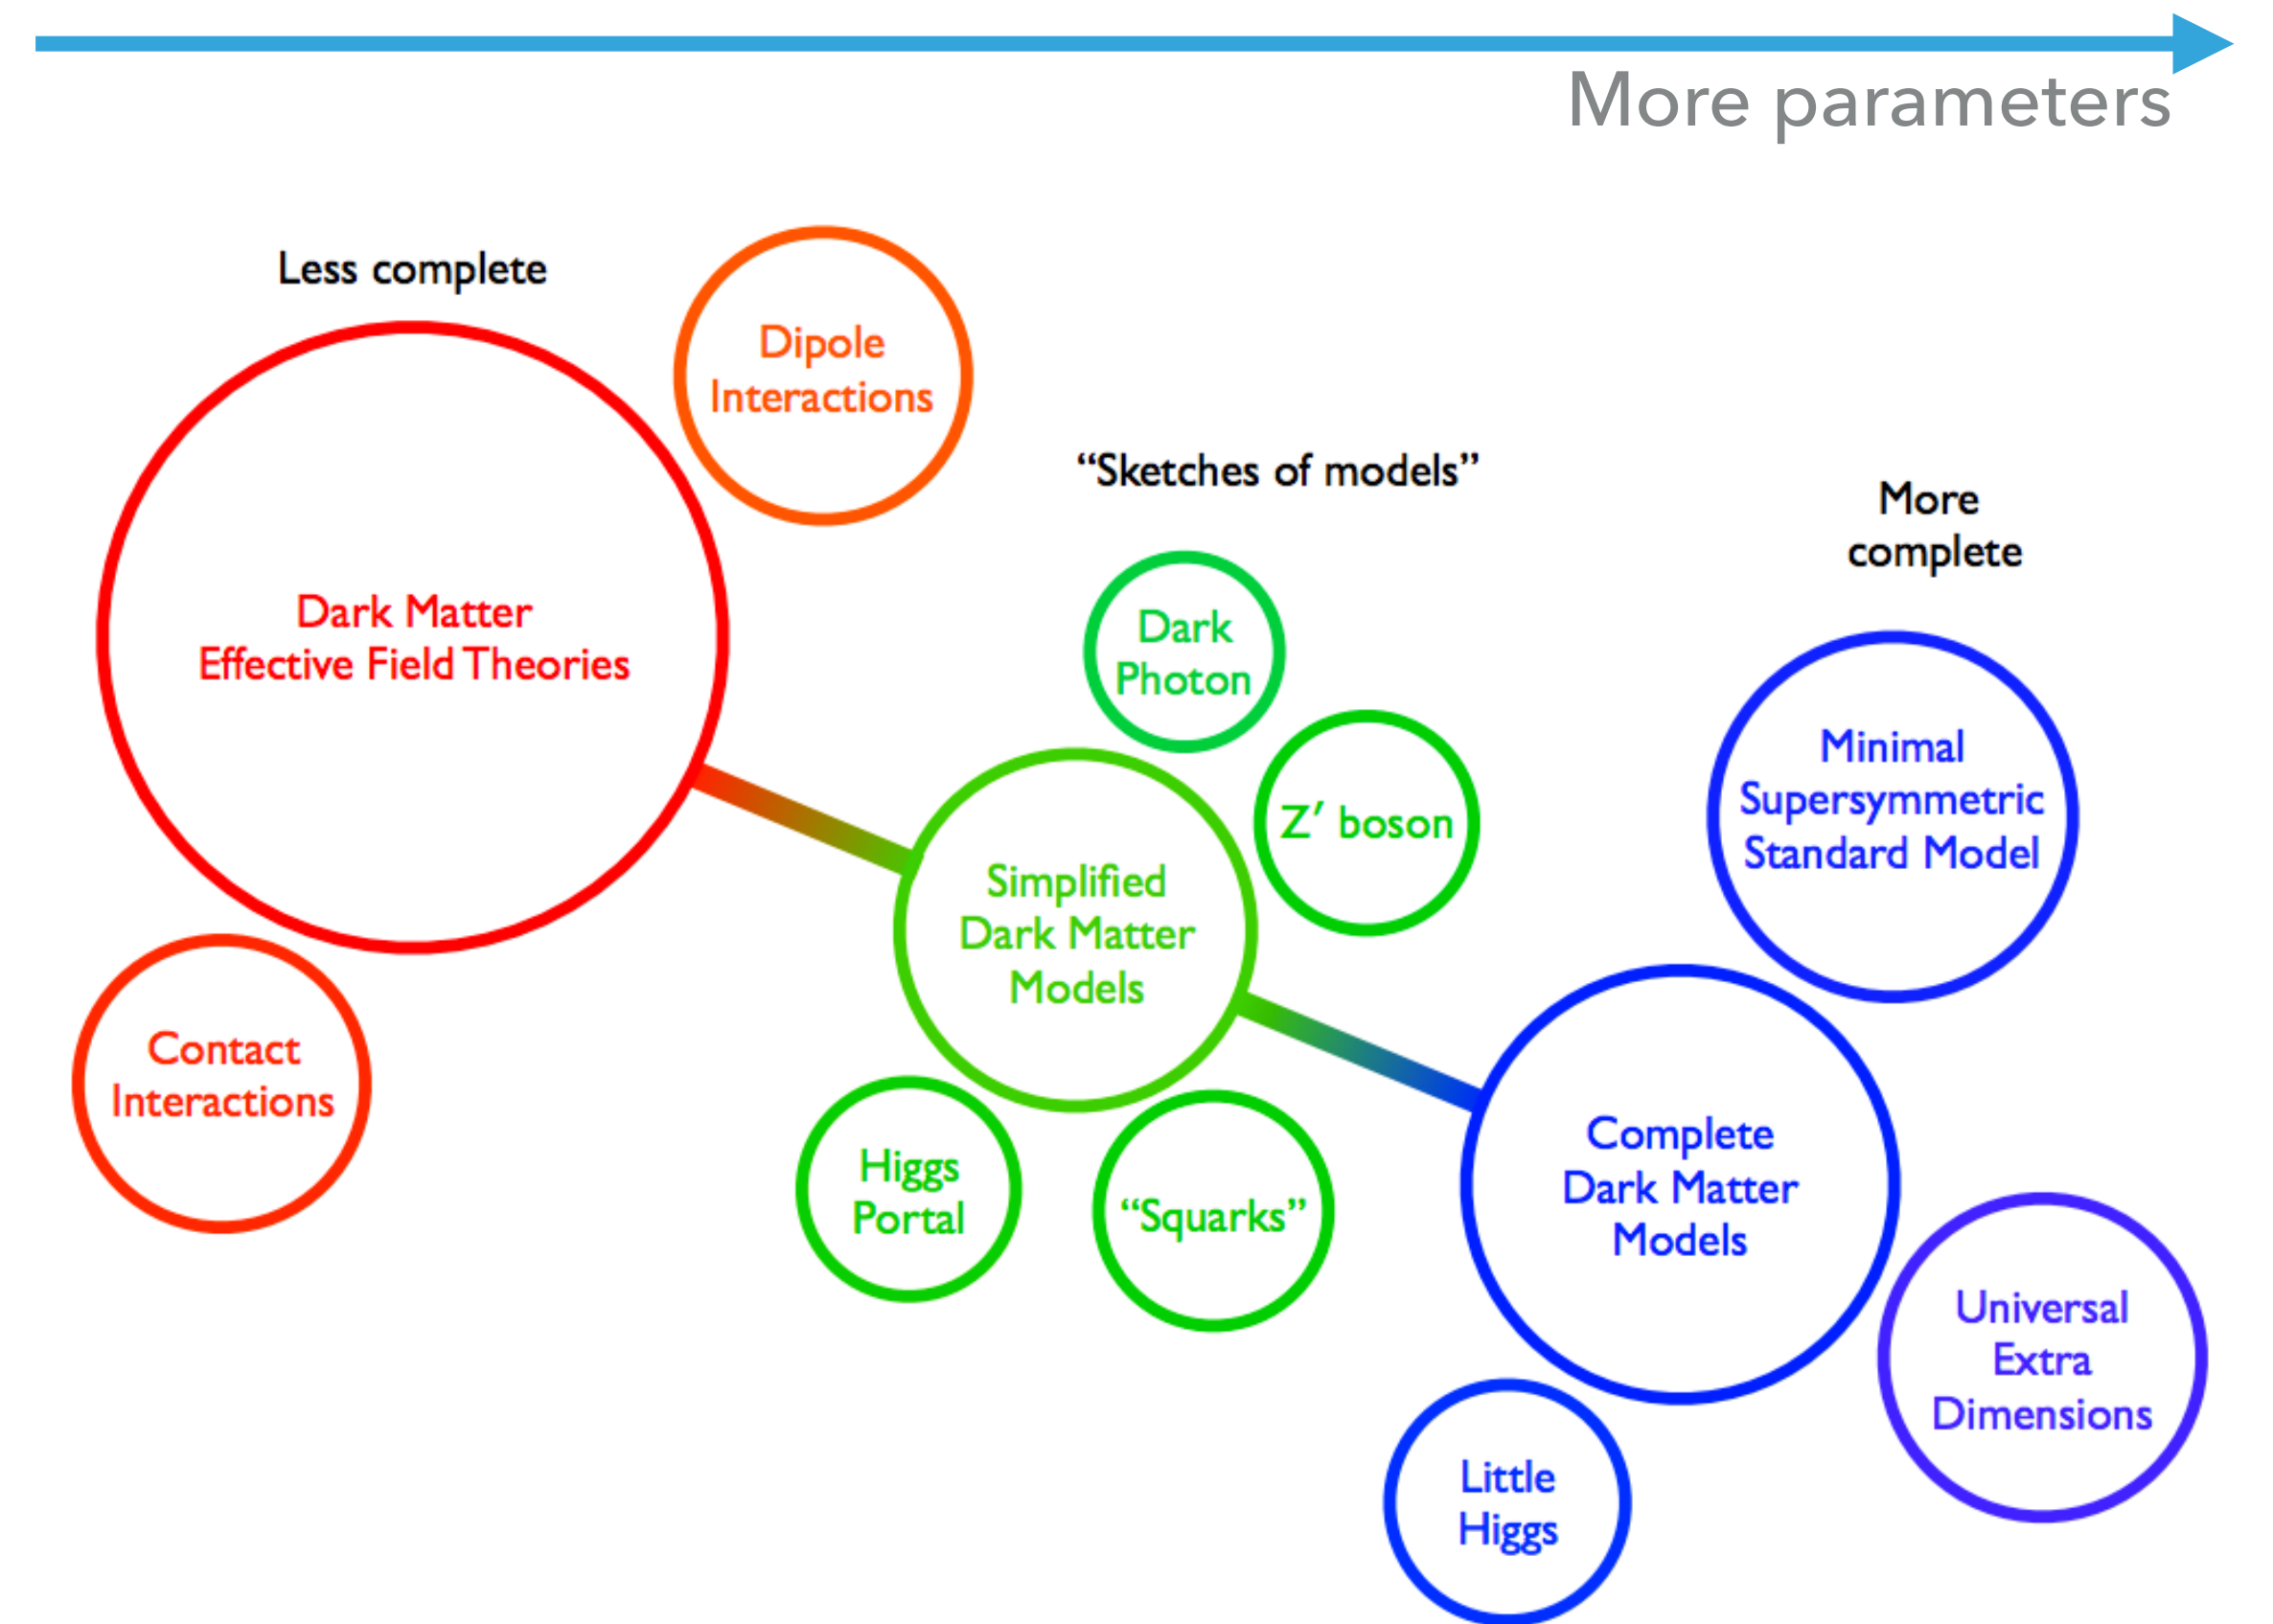 More parameters
Less complete
Dipole
Interactions
“Sketches of models”
More
complete
Dark Matter
Effective Field Theories
Dark
Photon
Z′ boson
Minimal
Supersymmetric
Standard Model
Simplified
Dark Matter
Models
Contact
Interactions
Higgs
Portal
“Squarks”
Complete
Dark Matter
Models
Universal
Extra
Dimensions
Little
Higgs